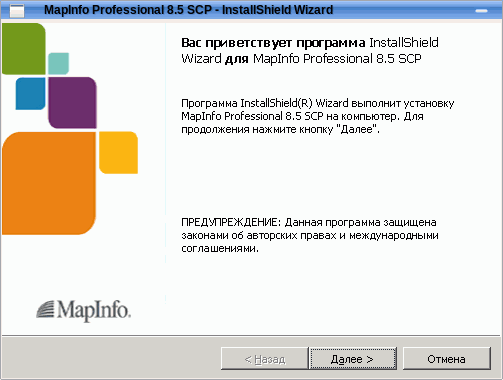 MapInfo Professional 8.5 SCP - InstallShield Wizard
Вас приветствует программа InstallShield
Wizard для MapInfo Professional 8.5 SCP
Программа InstallShield(R) Wizard выполнит установку
MapInfo Professional 8.5 SCP на компьютер. Для
продолжения нажмите кнопку "Далее".
ПРЕДУПРЕЖДЕНИЕ: Данная программа защищена
законами об авторских правах и международными
соглашениями.
MapInfo.
< Назад
Далее >
Отмена